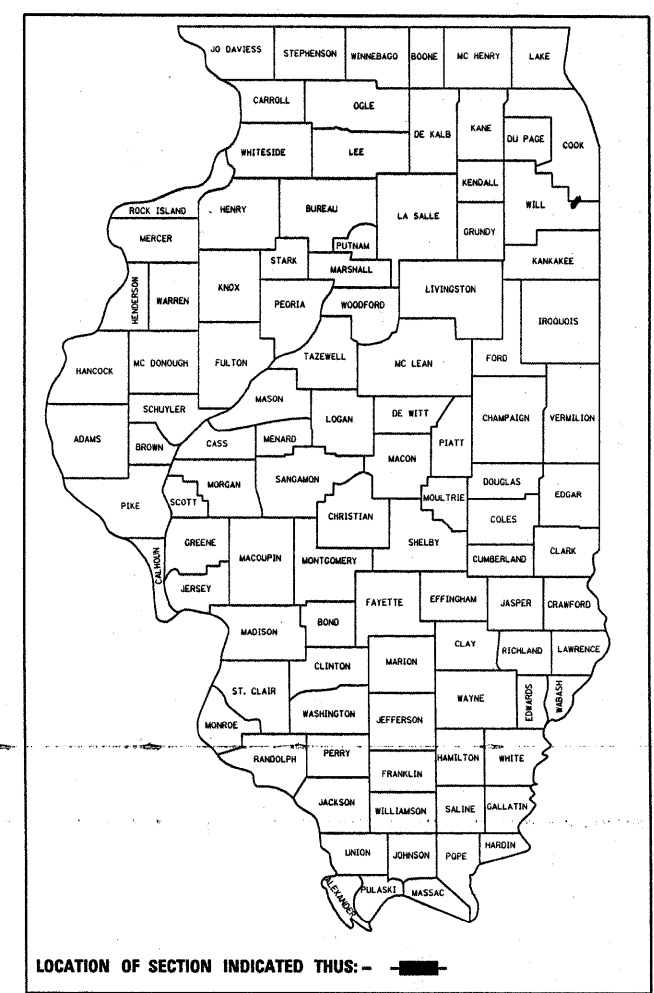 JO DAVIESS
STEPHENSON
WINNEBAGO
BOONE
MC HENRY
LAKE
CARROLL
OGLE
DE KALB
KANE
DU PAGE
COOK
WHITESIDE
LEE
KENDALL
WILL
ROCK ISLAND
HENRY
BUREAU
LA SALLE
GRUNDY
MERCER
PUTNAM
STARK
MARSHALL
KANKAKEE
HENDERSON
WARREN
KNOX
PEORIA
WOODFORD
LIVINGSTON
IROQUOIS
HANCOCK
MC DONOUGH
FULTON
TAZEWELL
MC LEAN
FORD
SCHUYLER
MASON
LOGAN
DE WITT
CHAMPAIGN
VERMILION
ADAMS
BROWN
CASS
MENARD
MACON
PIATT
PIKE
SCOTT
MORGAN
SANGAMON
MOULTRIE
DOUGLAS
EDGAR
CHRISTIAN
COLES
CALHOUN
GREENE
MACOUPIN
MONTGOMERY
SHELBY
CUMBERLAND
CLARK
JERSEY
FAYETTE
EFFINGHAM
JASPER
CRAWFORD
MADISON
BOND
CLAY
RICHLAND
LAWRENCE
CLINTON
MARION
ST. CLAIR
WAYNE
EDWARDS
WABASH
MONROE
WASHINGTON
JEFFERSON
RANDOLPH
PERRY
HAMILTON
WHITE
FRANKLIN
JACKSON
WILLIAMSON
SALINE
GALLATIN
UNION
JOHNSON
POPE
HARDIN
ALEXANDER
PULASKI
MASSAC
LOCATION OF SECTION INDICATED THUS: -